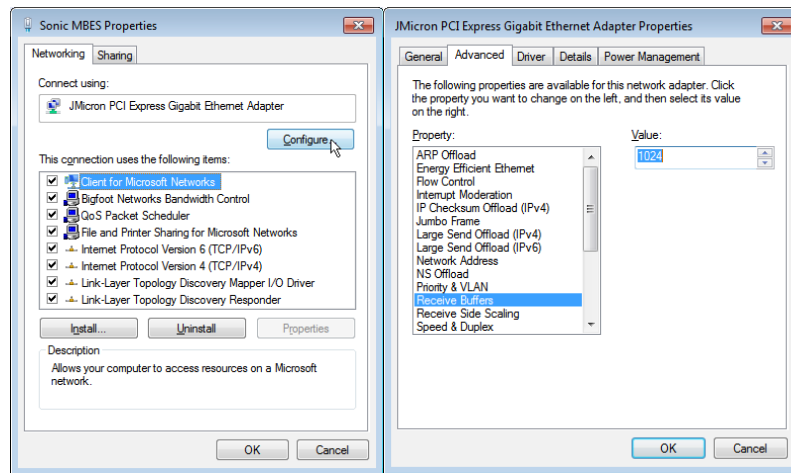 Sonic MBES Properties
Networking
Sharing
Connect using:
JMicron PCI Express Gigabit Ethernet Adapter
Configure...
This connection uses the following items:
Client for Microsoft Networks
Bigfoot Networks Bandwidth Control
QoS Packet Scheduler
File and Printer Sharing for Microsoft Networks
Internet Protocol Version 6 (TCP/IPv6)
Internet Protocol Version 4 (TCP/IPv4)
Link-Layer Topology Discovery Mapper I/O Driver
Link-Layer Topology Discovery Responder
Install...
Uninstall
Properties
Description
Allows your computer to access resources on a Microsoft
network.
OK
Cancel
JMicron PCI Express Gigabit Ethernet Adapter Properties
General
Advanced
Driver
Details
Power Management
The following properties are available for this network adapter. Click
the property you want to change on the left, and then select its value
on the right.
Property:
ARP Offload
Energy Efficient Ethernet
Flow Control
Interrupt Moderation
IP Checksum Offload (IPv4)
Jumbo Frame
Large Send Offload (IPv4)
Large Send Offload (IPv6)
Network Address
NS Offload
Priority & VLAN
Receive Buffers
Receive Side Scaling
Speed & Duplex
Value:
1024
OK
Cancel